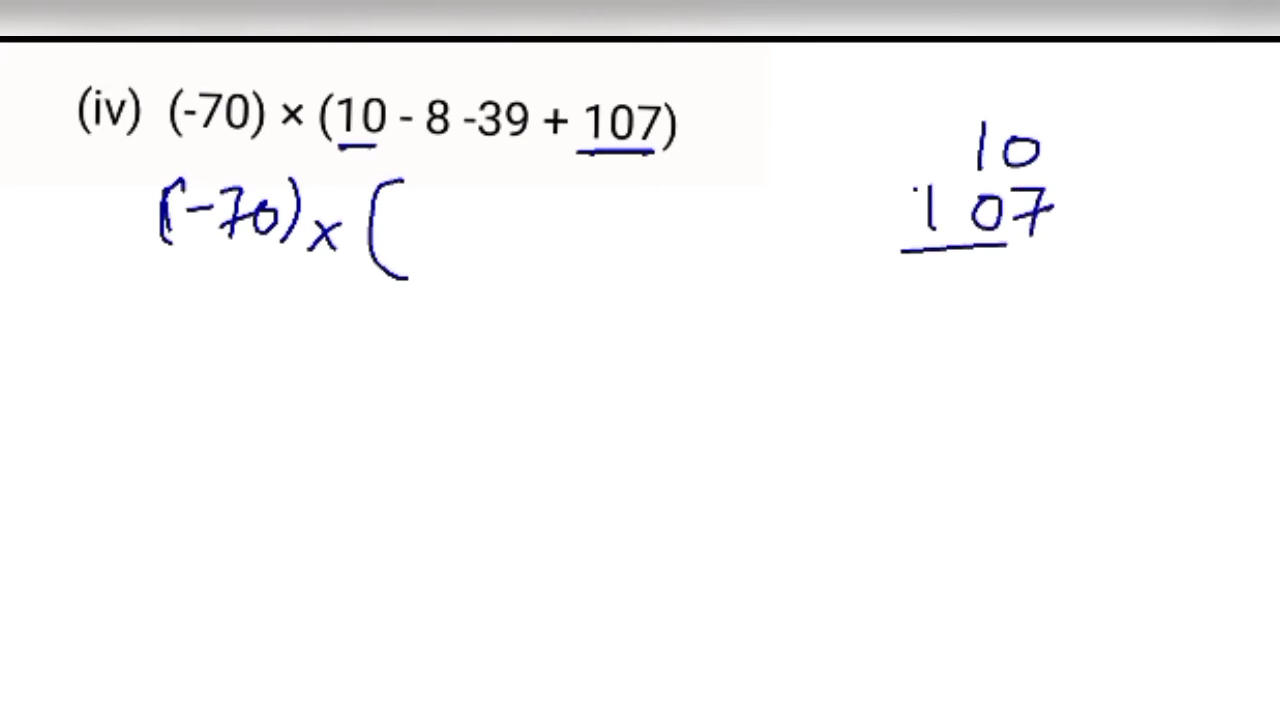 (iv) (-70) × (10 - 8 -39 + 107)
(-70) × (
10
107